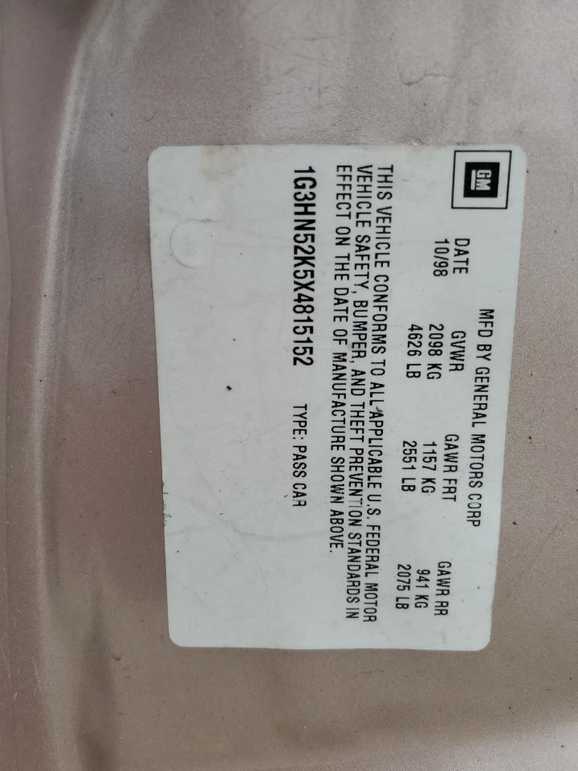 GM
MFD BY GENERAL MOTORS CORP
DATE GVWR GAWR FRT GAWR RR
10/98 2098 KG 1157 KG 941 KG
4626 LB 2551 LB 2075 LB
THIS VEHICLE CONFORMS TO ALL APPLICABLE U.S. FEDERAL MOTOR
VEHICLE SAFETY, BUMPER, AND THEFT PREVENTION STANDARDS IN
EFFECT ON THE DATE OF MANUFACTURE SHOWN ABOVE.
1G3HN52K5X4815152 TYPE: PASS CAR